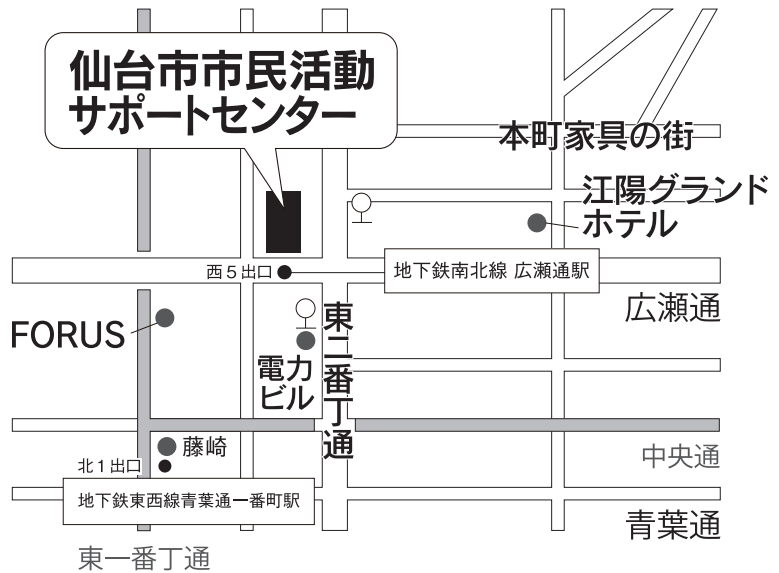 仙台市市民活動
サポートセンター
本町家具の街
江陽グランド
ホテル
西5出口
地下鉄南北線 広瀬通駅
広瀬通
FORUS
東二番丁通
電力
ビル
藤崎
中央通
北1出口
地下鉄東西線青葉通一番町駅
青葉通
東一番丁通